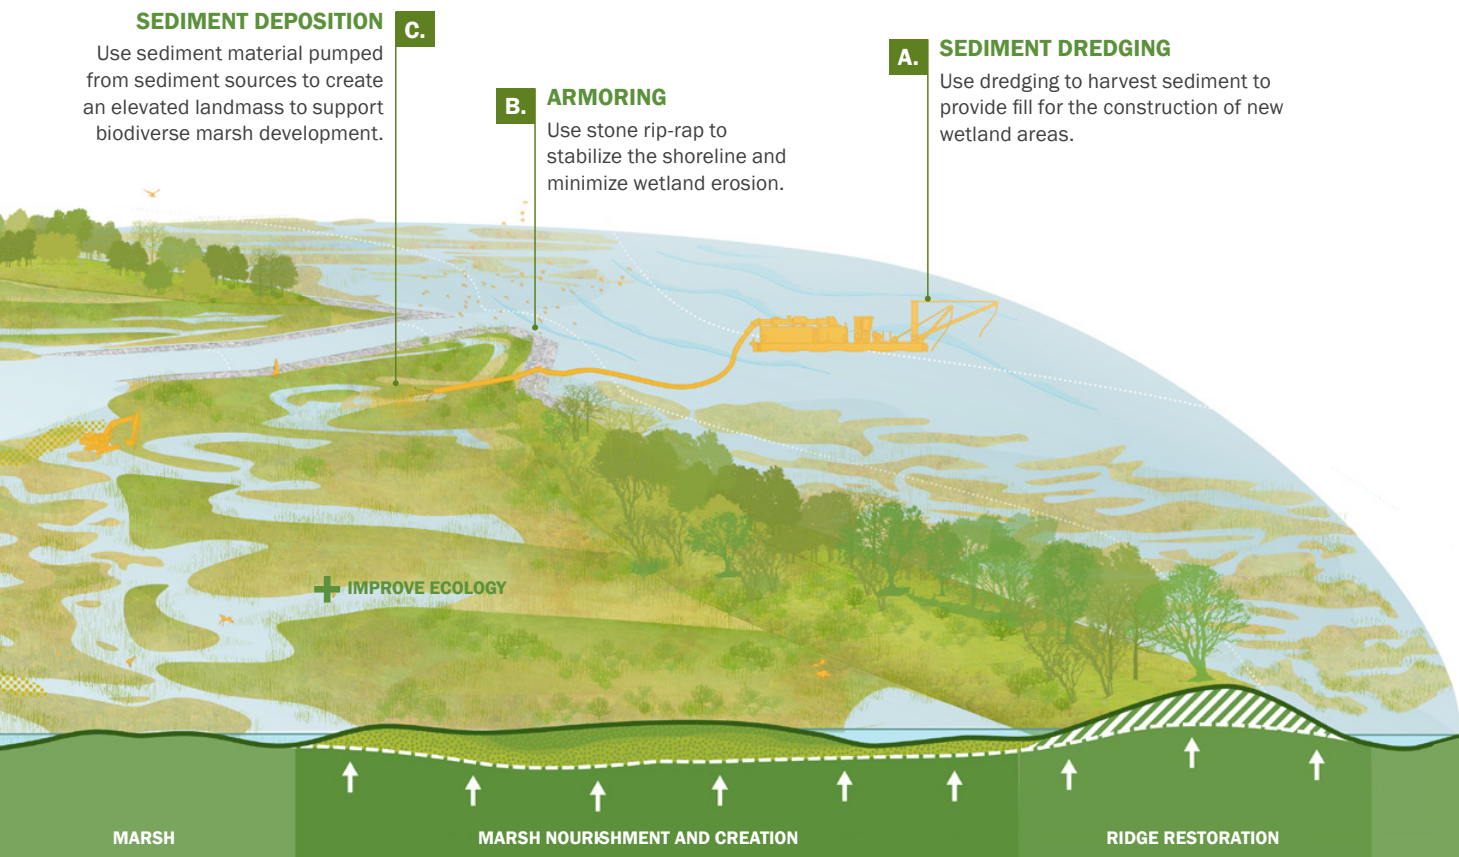 SEDIMENT DEPOSITION
C.
Use sediment material pumped
from sediment sources to create
an elevated landmass to support
biodiverse marsh development.
B.
ARMORING
Use stone rip-rap to
stabilize the shoreline and
minimize wetland erosion.
A.
SEDIMENT DREDGING
Use dredging to harvest sediment to
provide fill for the construction of new
wetland areas.
IMPROVE ECOLOGY
MARSH
MARSH NOURISHMENT AND CREATION
RIDGE RESTORATION